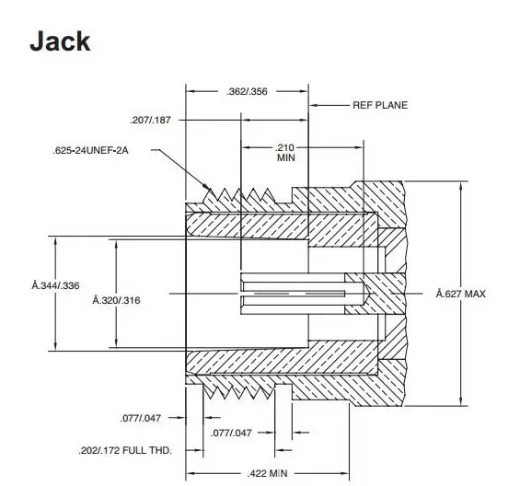 Jack
.362/.356
REF PLANE
.207/.187
.210
MIN
.625-24UNEF-2A
Å.344/.336
Å.320/.316
Å.627 MAX
.077/.047
.077/.047
.202/.172 FULL THD.
.422 MIN